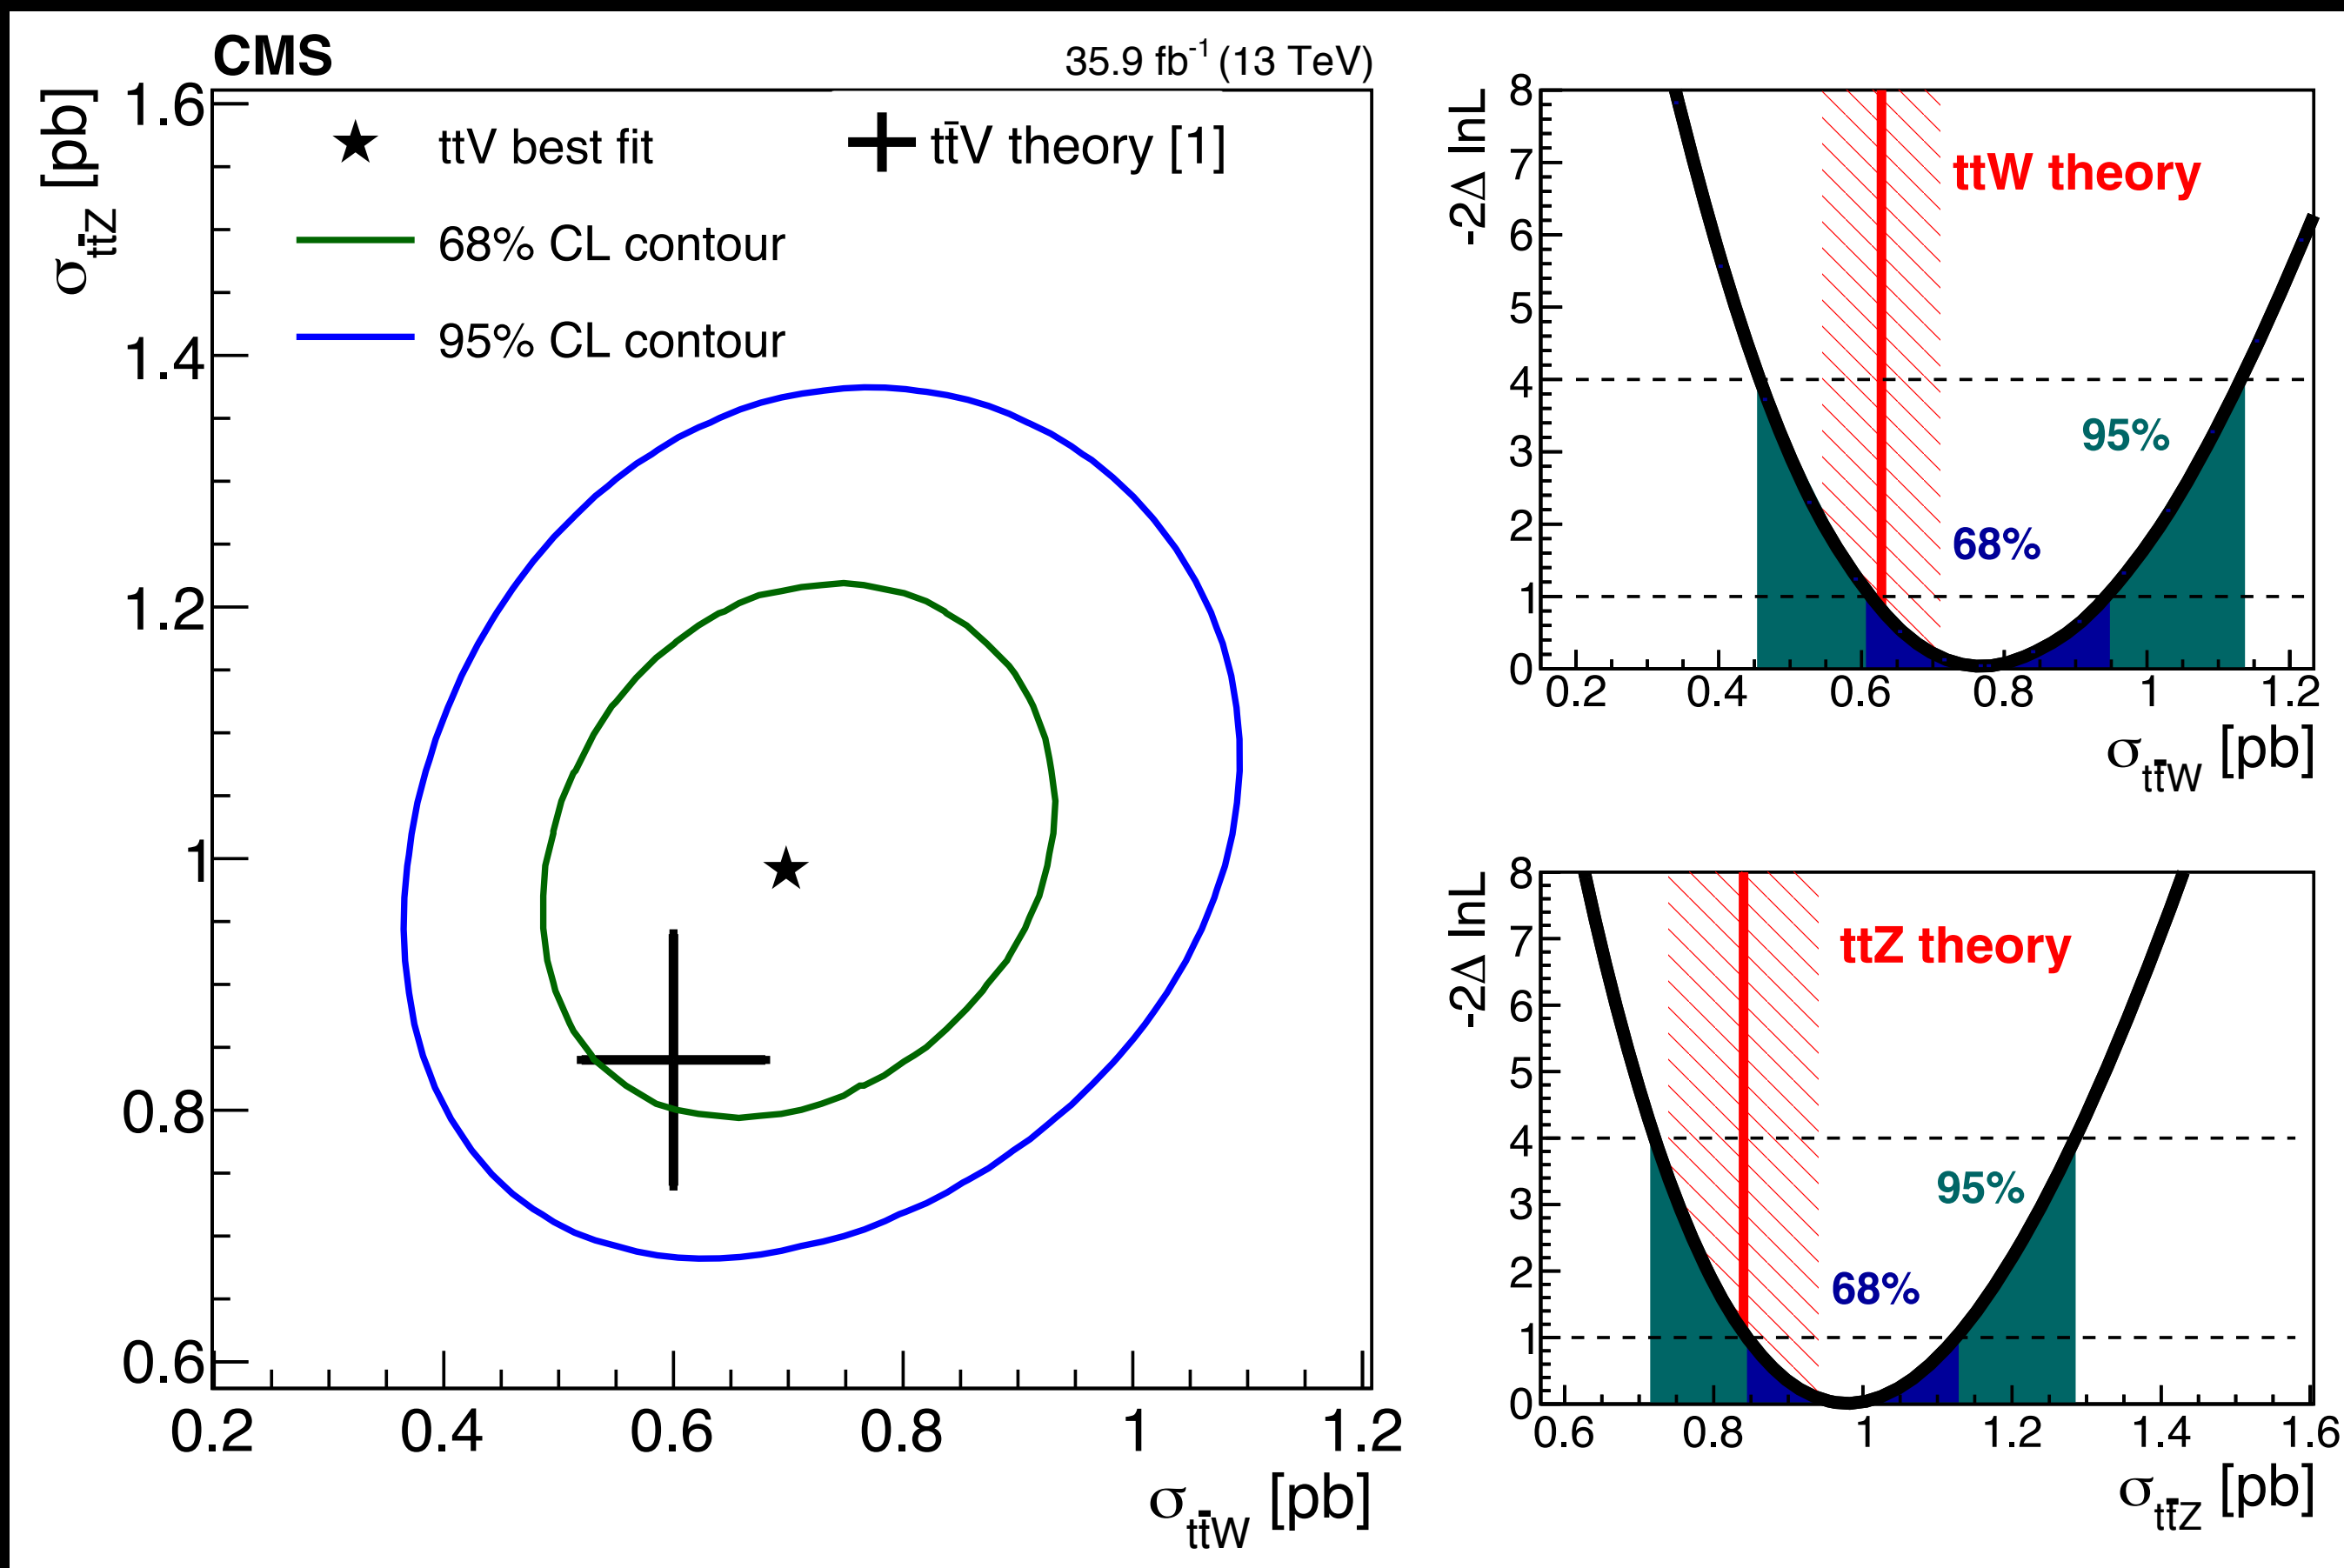 CMS
35.9 fb⁻¹ (13 TeV)
σ_tt̄Z [pb]
1.6
1.4
1.2
1
0.8
0.6
ttV best fit
tt̄V theory [1]
68% CL contour
95% CL contour
0.2 0.4 0.6 0.8 1 1.2
σ_tt̄W [pb]
-2Δ lnL
8
7
6
5
4
3
2
1
0
ttW theory
95%
68%
0.2 0.4 0.6 0.8 1 1.2
σ_tt̄W [pb]
-2Δ lnL
8
7
6
5
4
3
2
1
0
ttZ theory
95%
68%
0.6 0.8 1 1.2 1.4 1.6
σ_tt̄Z [pb]